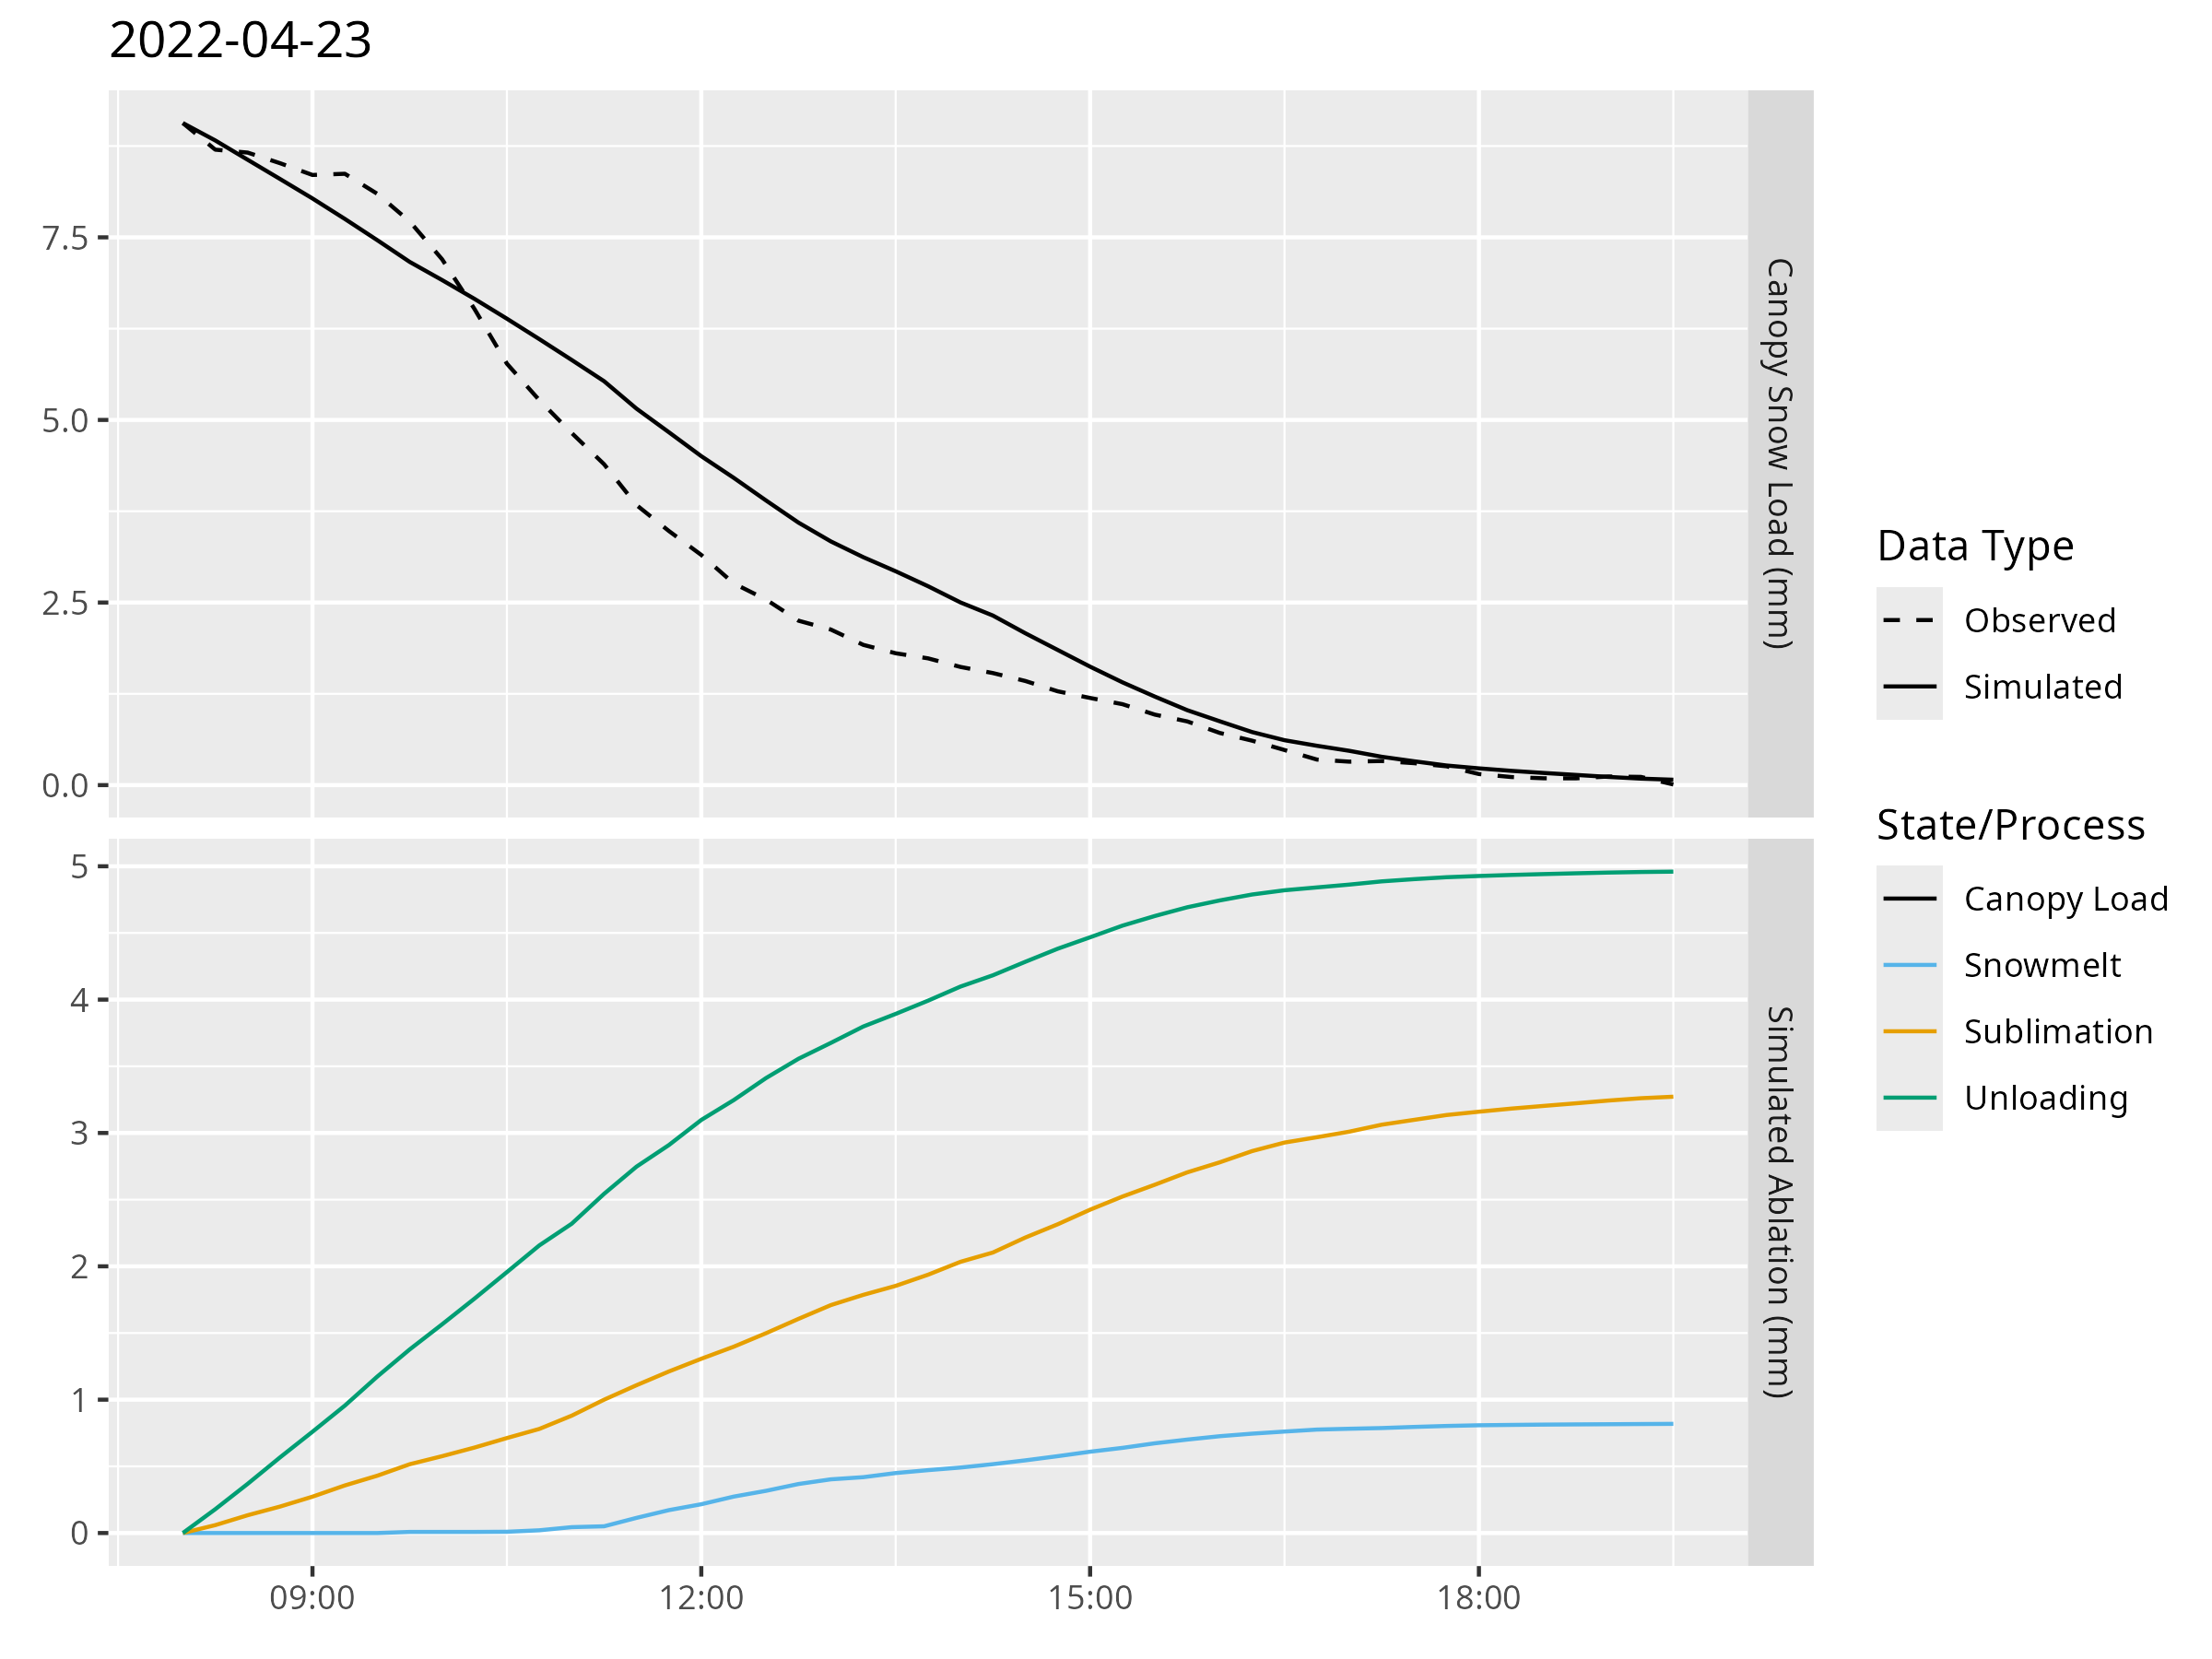 2022-04-23
7.5
5.0
2.5
0.0
Canopy Snow Load (mm)
5
4
3
2
1
0
Simulated Ablation (mm)
09:00
12:00
15:00
18:00
Data Type
Observed
Simulated
State/Process
Canopy Load
Snowmelt
Sublimation
Unloading